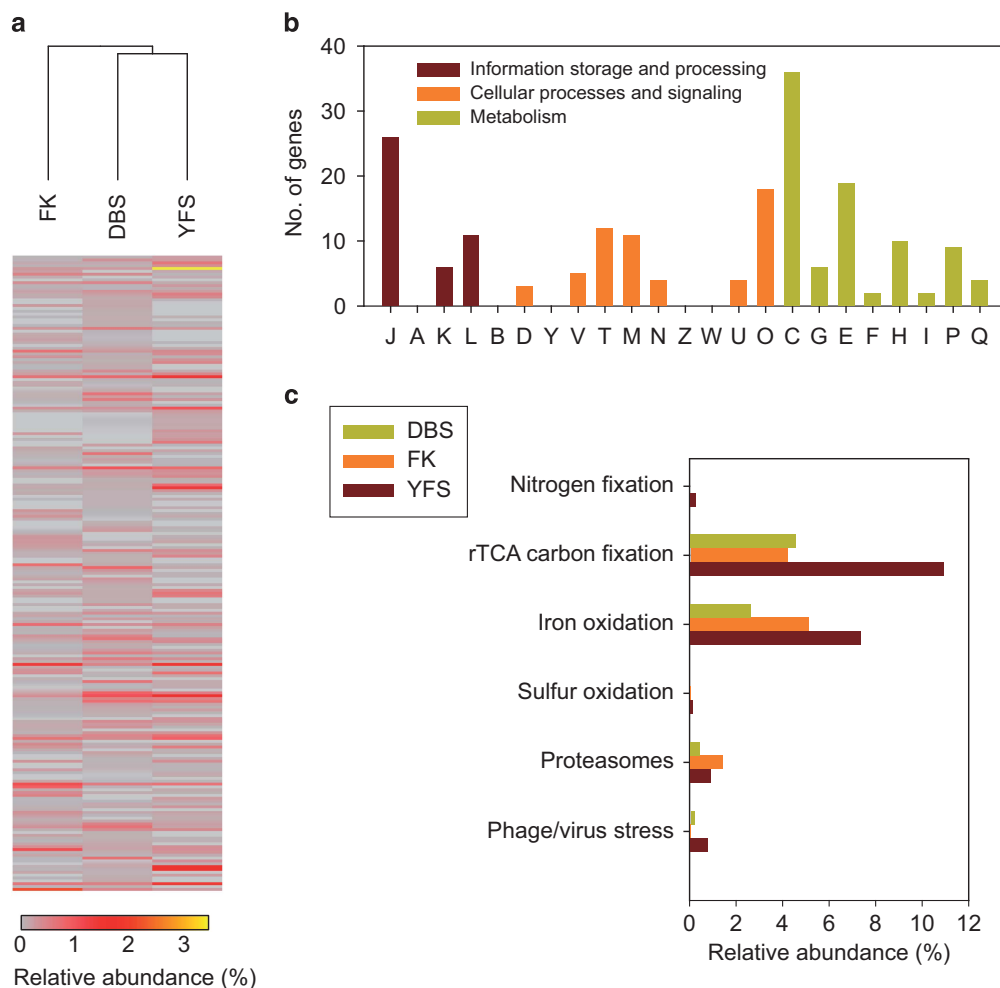 a
FK
DBS
YFS
0 1 2 3
Relative abundance (%)
b
40
30
20
10
0
No. of genes
Information storage and processing
Cellular processes and signaling
Metabolism
J A K L B D Y V T M N Z W U O C G E F H I P Q
c
DBS
FK
YFS
Nitrogen fixation
rTCA carbon fixation
Iron oxidation
Sulfur oxidation
Proteasomes
Phage/virus stress
0 2 4 6 8 10 12
Relative abundance (%)